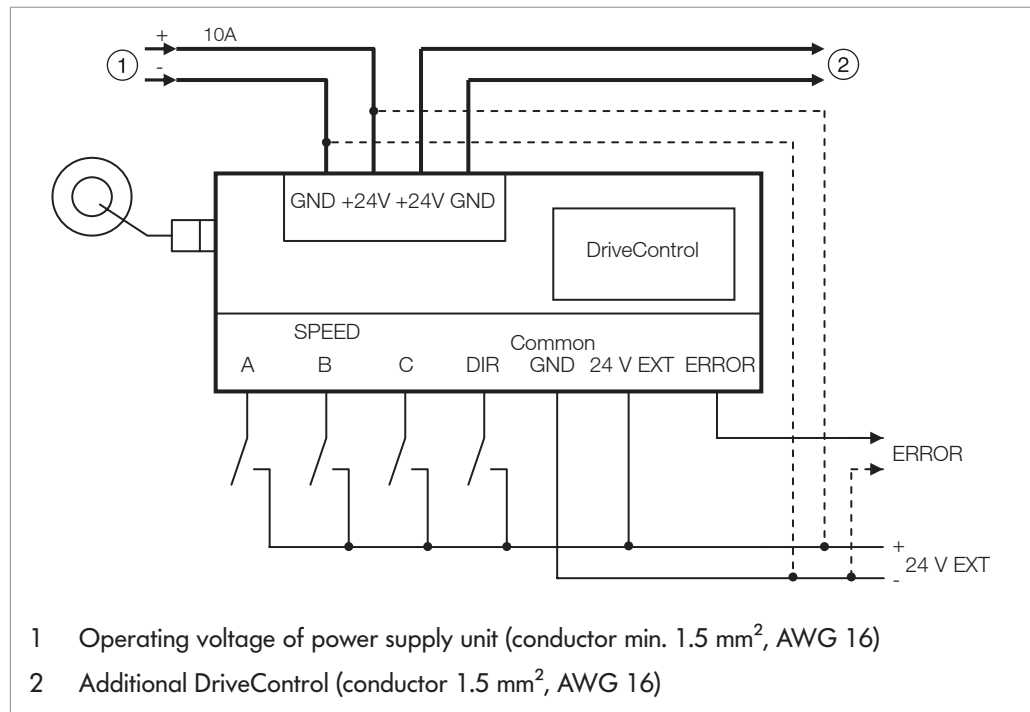 + 10A
1
-
2
GND +24V +24V GND
DriveControl
SPEED
Common
A B C DIR GND 24 V EXT ERROR
ERROR
+
24 V EXT
-
1 Operating voltage of power supply unit (conductor min. 1.5 mm², AWG 16)
2 Additional DriveControl (conductor 1.5 mm², AWG 16)